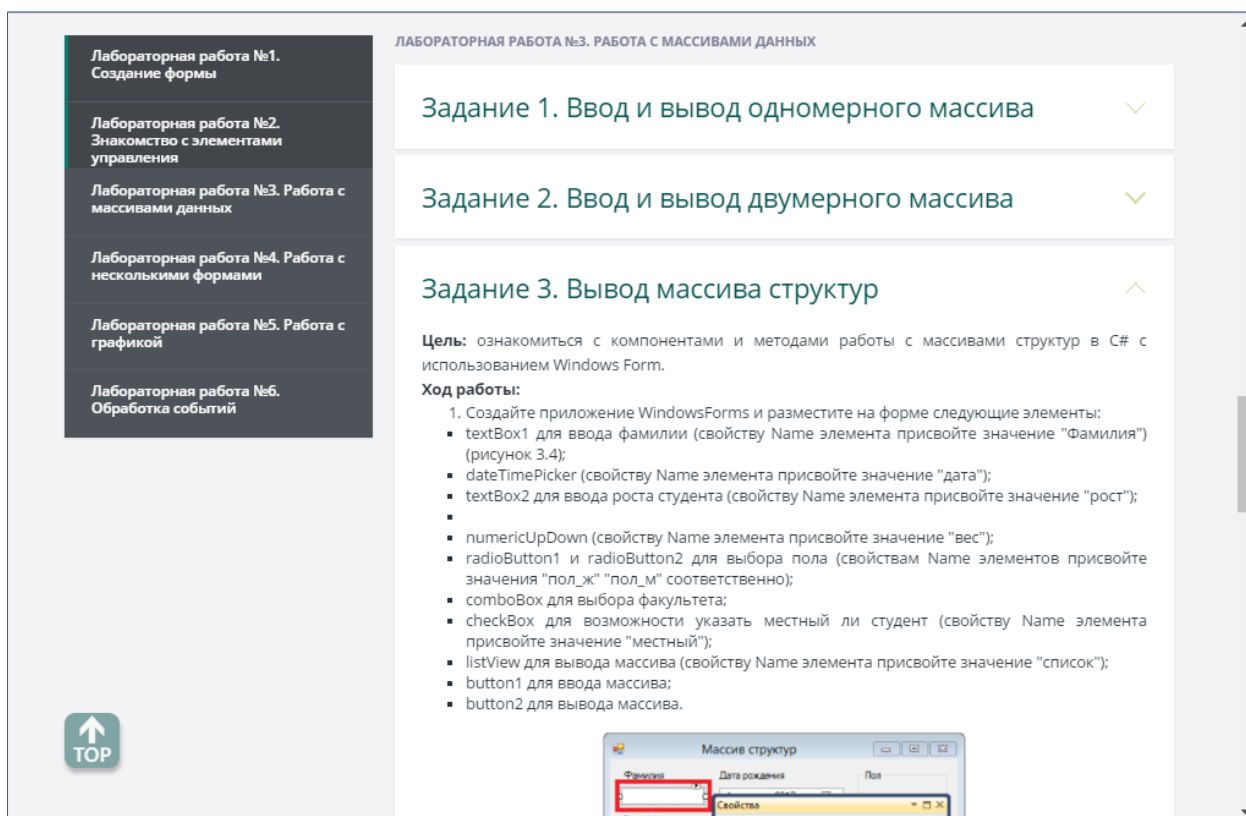 Лабораторная работа №1.
Создание формы
Лабораторная работа №2.
Знакомство с элементами
управления
Лабораторная работа №3. Работа с
массивами данных
Лабораторная работа №4. Работа с
несколькими формами
Лабораторная работа №5. Работа с
графикой
Лабораторная работа №6.
Обработка событий
TOP
ЛАБОРАТОРНАЯ РАБОТА №3. РАБОТА С МАССИВАМИ ДАННЫХ
Задание 1. Ввод и вывод одномерного массива
Задание 2. Ввод и вывод двумерного массива
Задание 3. Вывод массива структур
Цель: ознакомиться с компонентами и методами работы с массивами структур в C# с
использованием Windows Form.
Ход работы:
1. Создайте приложение WindowsForms и разместите на форме следующие элементы:
▪ textBox1 для ввода фамилии (свойству Name элемента присвойте значение "Фамилия")
(рисунок 3.4);
▪ dateTimePicker (свойству Name элемента присвойте значение "дата");
▪ textBox2 для ввода роста студента (свойству Name элемента присвойте значение "рост");
▪
▪ numericUpDown (свойству Name элемента присвойте значение "вес");
▪ radioButton1 и radioButton2 для выбора пола (свойствам Name элементов присвойте
значения "пол_ж" "пол_м" соответственно);
▪ comboBox для выбора факультета;
▪ checkBox для возможности указать местный ли студент (свойству Name элемента
присвойте значение "местный");
▪ listView для вывода массива (свойству Name элемента присвойте значение "список");
▪ button1 для ввода массива;
▪ button2 для вывода массива.
Массив структур
Фамилия Дата рождения Пол
Свойства